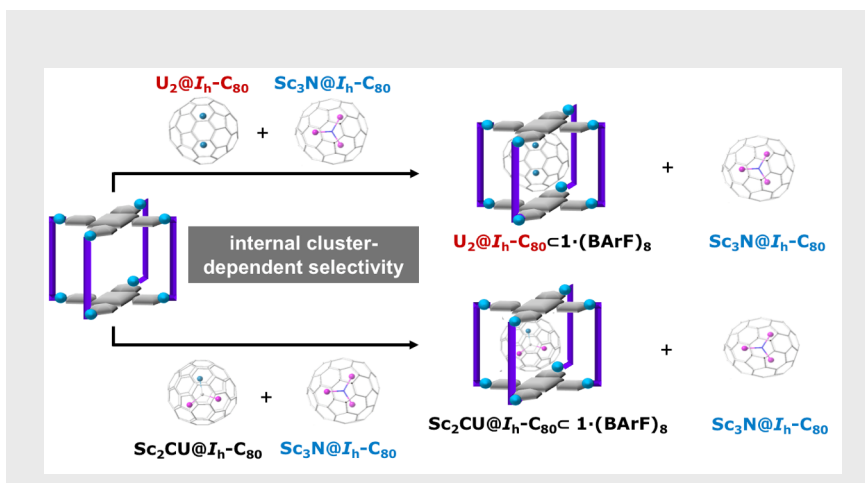 U₂@Iₕ-C₈₀ Sc₃N@Iₕ-C₈₀
+
+
internal cluster-
dependent selectivity
U₂@Iₕ-C₈₀⊂1·(BArF)₈ Sc₃N@Iₕ-C₈₀
+
+
Sc₂CU@Iₕ-C₈₀⊂ 1·(BArF)₈ Sc₃N@Iₕ-C₈₀
Sc₂CU@Iₕ-C₈₀ Sc₃N@Iₕ-C₈₀